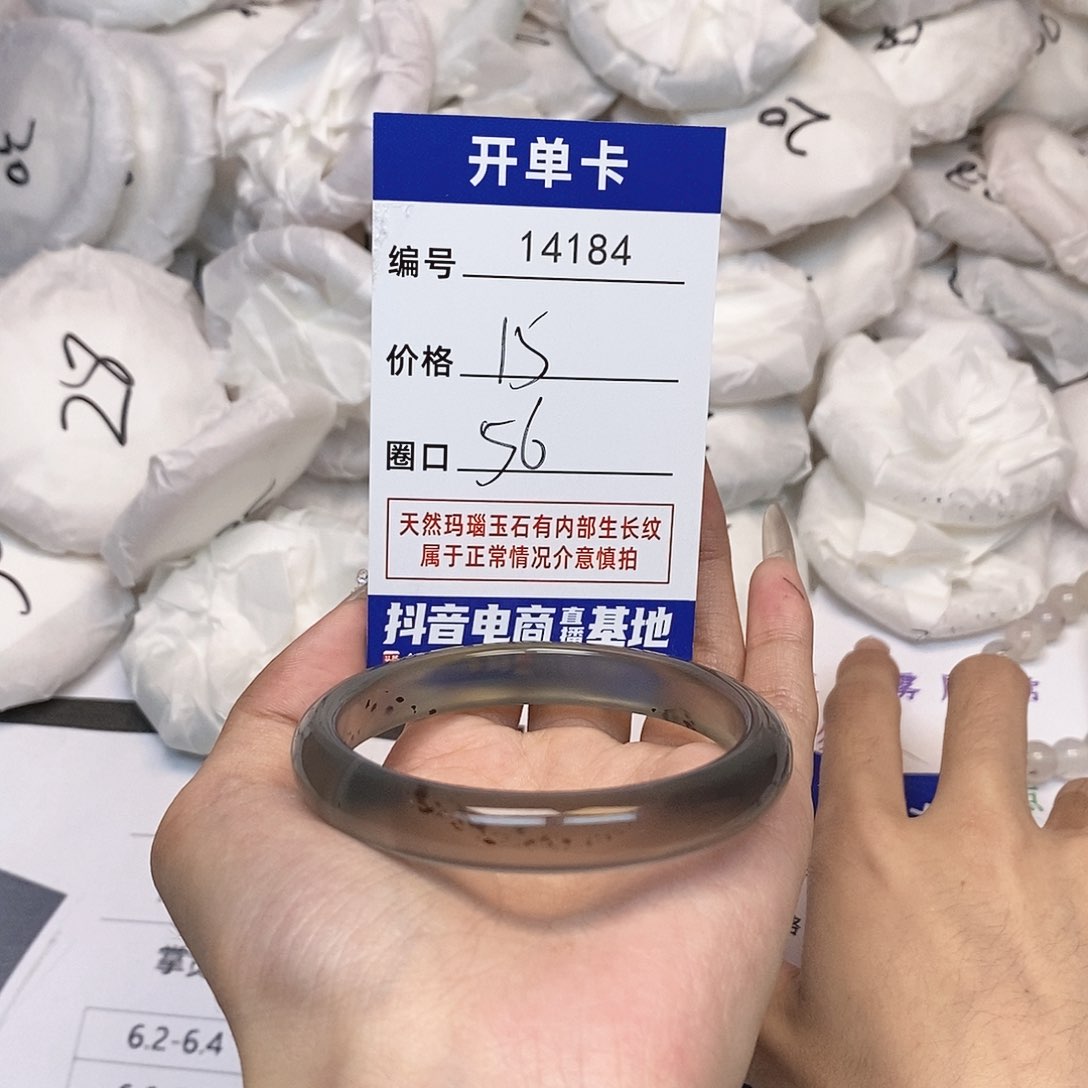 开单卡
编号 14184
价格 15
圈口 56
天然玛瑙玉石有内部生长纹
属于正常情况介意慎拍
抖音电商直播基地
30
20
28
6.2-6.4